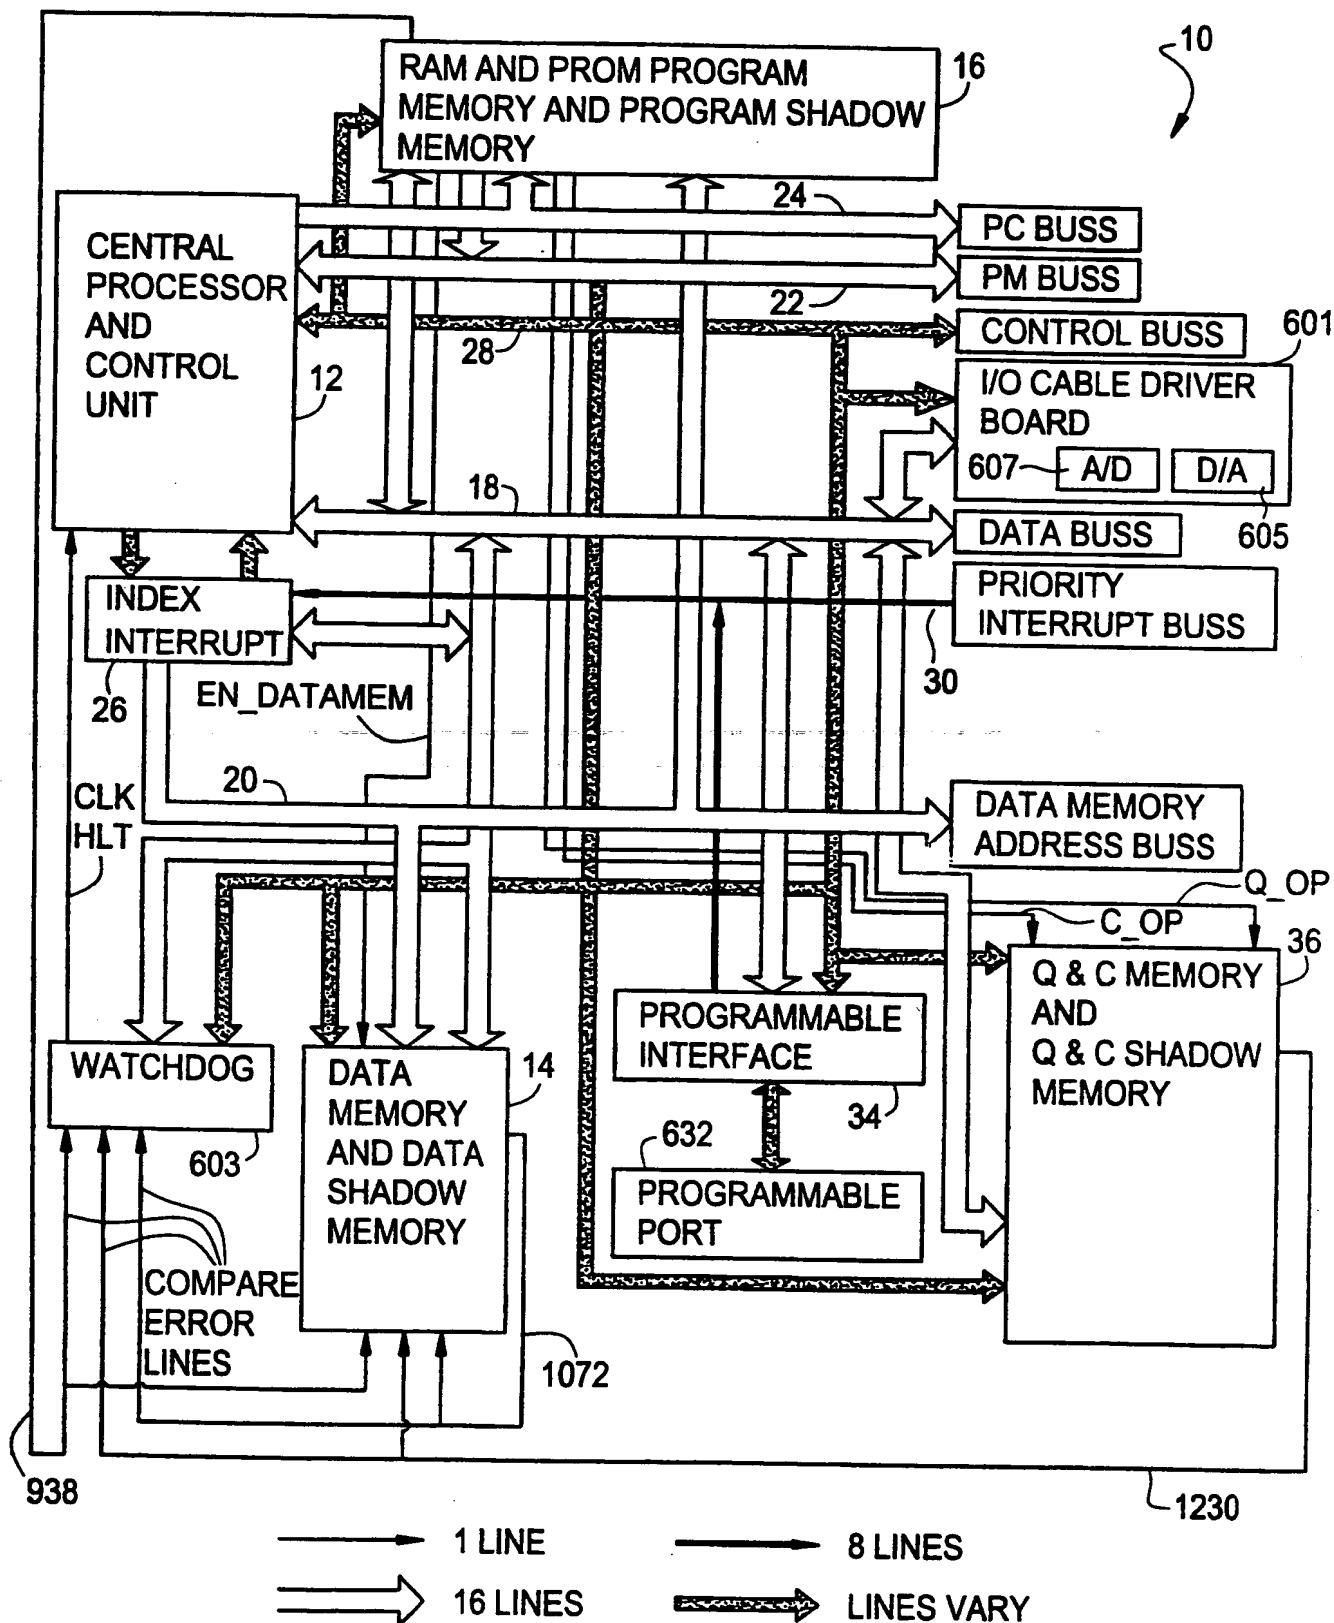 10
RAM AND PROM PROGRAM
MEMORY AND PROGRAM SHADOW
MEMORY
16
CENTRAL
PROCESSOR
AND
CONTROL
UNIT
12
24
PC BUSS
PM BUSS
22
CONTROL BUSS
28
601
I/O CABLE DRIVER
BOARD
607
A/D
D/A
605
18
DATA BUSS
INDEX
INTERRUPT
26
PRIORITY
INTERRUPT BUSS
30
EN_DATAMEM
20
CLK
HLT
DATA MEMORY
ADDRESS BUSS
Q_OP
C_OP
36
Q & C MEMORY
AND
Q & C SHADOW
MEMORY
WATCHDOG
603
DATA
MEMORY
AND DATA
SHADOW
MEMORY
14
PROGRAMMABLE
INTERFACE
34
632
PROGRAMMABLE
PORT
COMPARE
ERROR
LINES
1072
938
1230
1 LINE
8 LINES
16 LINES
LINES VARY